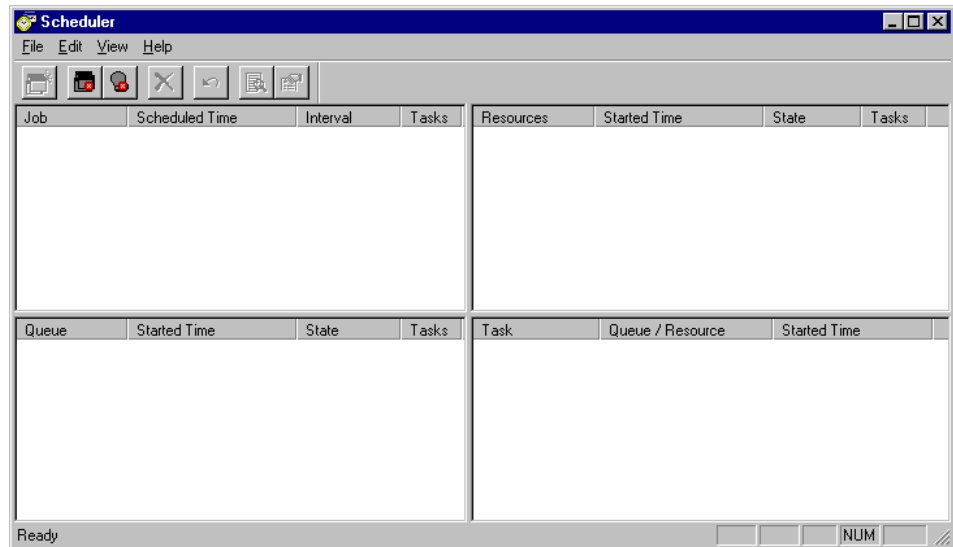 Scheduler
File Edit View Help
Job Scheduled Time Interval Tasks
Resources Started Time State Tasks
Queue Started Time State Tasks
Task Queue / Resource Started Time
Ready NUM